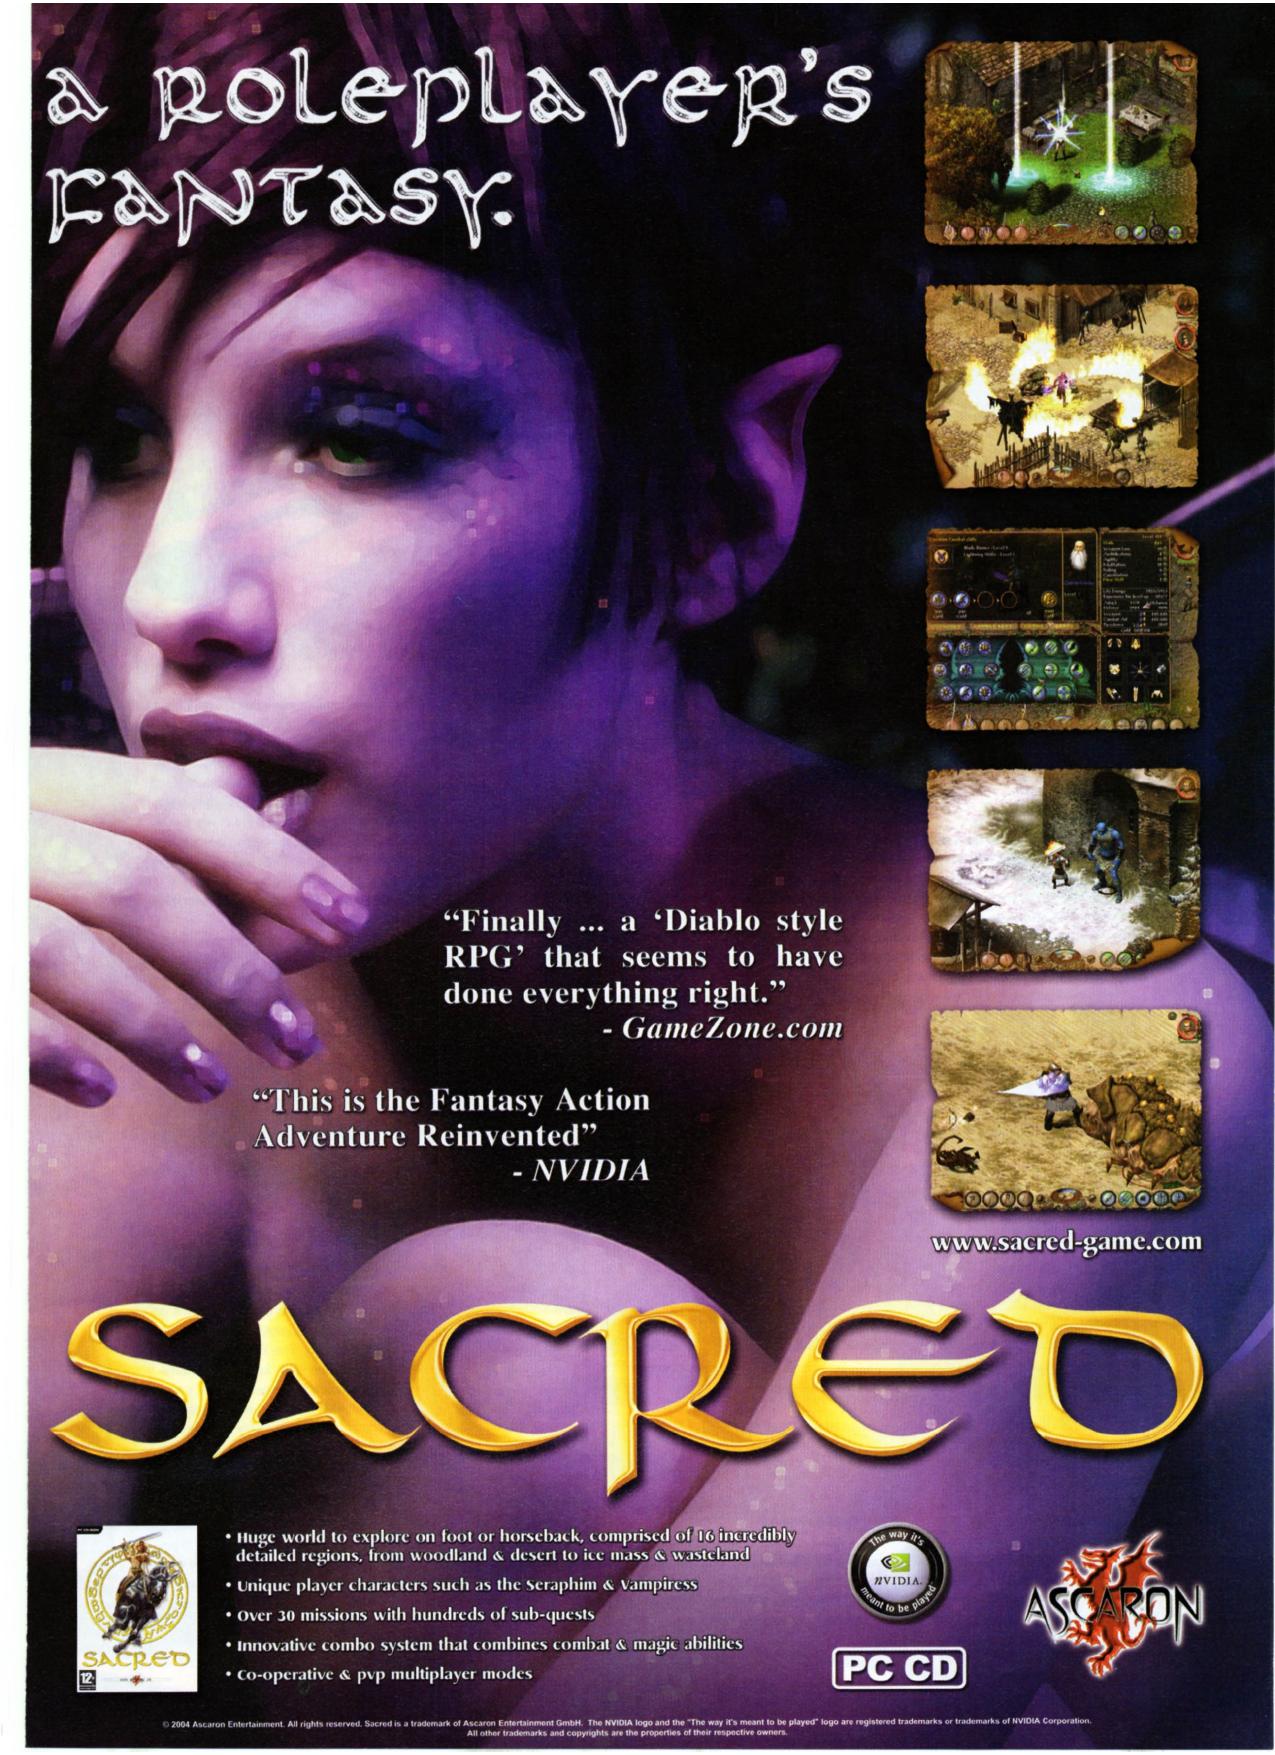 a ROLEPLAYER'S
FANTASY.
“Finally ... a ‘Diablo style
RPG’ that seems to have
done everything right.”
- GameZone.com
“This is the Fantasy Action
Adventure Reinvented”
- NVIDIA
www.sacred-game.com
SACRED
• Huge world to explore on foot or horseback, comprised of 16 incredibly
detailed regions, from woodland & desert to ice mass & wasteland
• Unique player characters such as the Seraphim & Vampiress
• Over 30 missions with hundreds of sub-quests
• Innovative combo system that combines combat & magic abilities
• Co-operative & pvp multiplayer modes
SACRED
12+
The way it's
NVIDIA.
meant to be played
PC CD
ASCARON
© 2004 Ascaron Entertainment. All rights reserved. Sacred is a trademark of Ascaron Entertainment GmbH. The NVIDIA logo and the "The way it's meant to be played" logo are registered trademarks or trademarks of NVIDIA Corporation.
All other trademarks and copyrights are the properties of their respective owners.